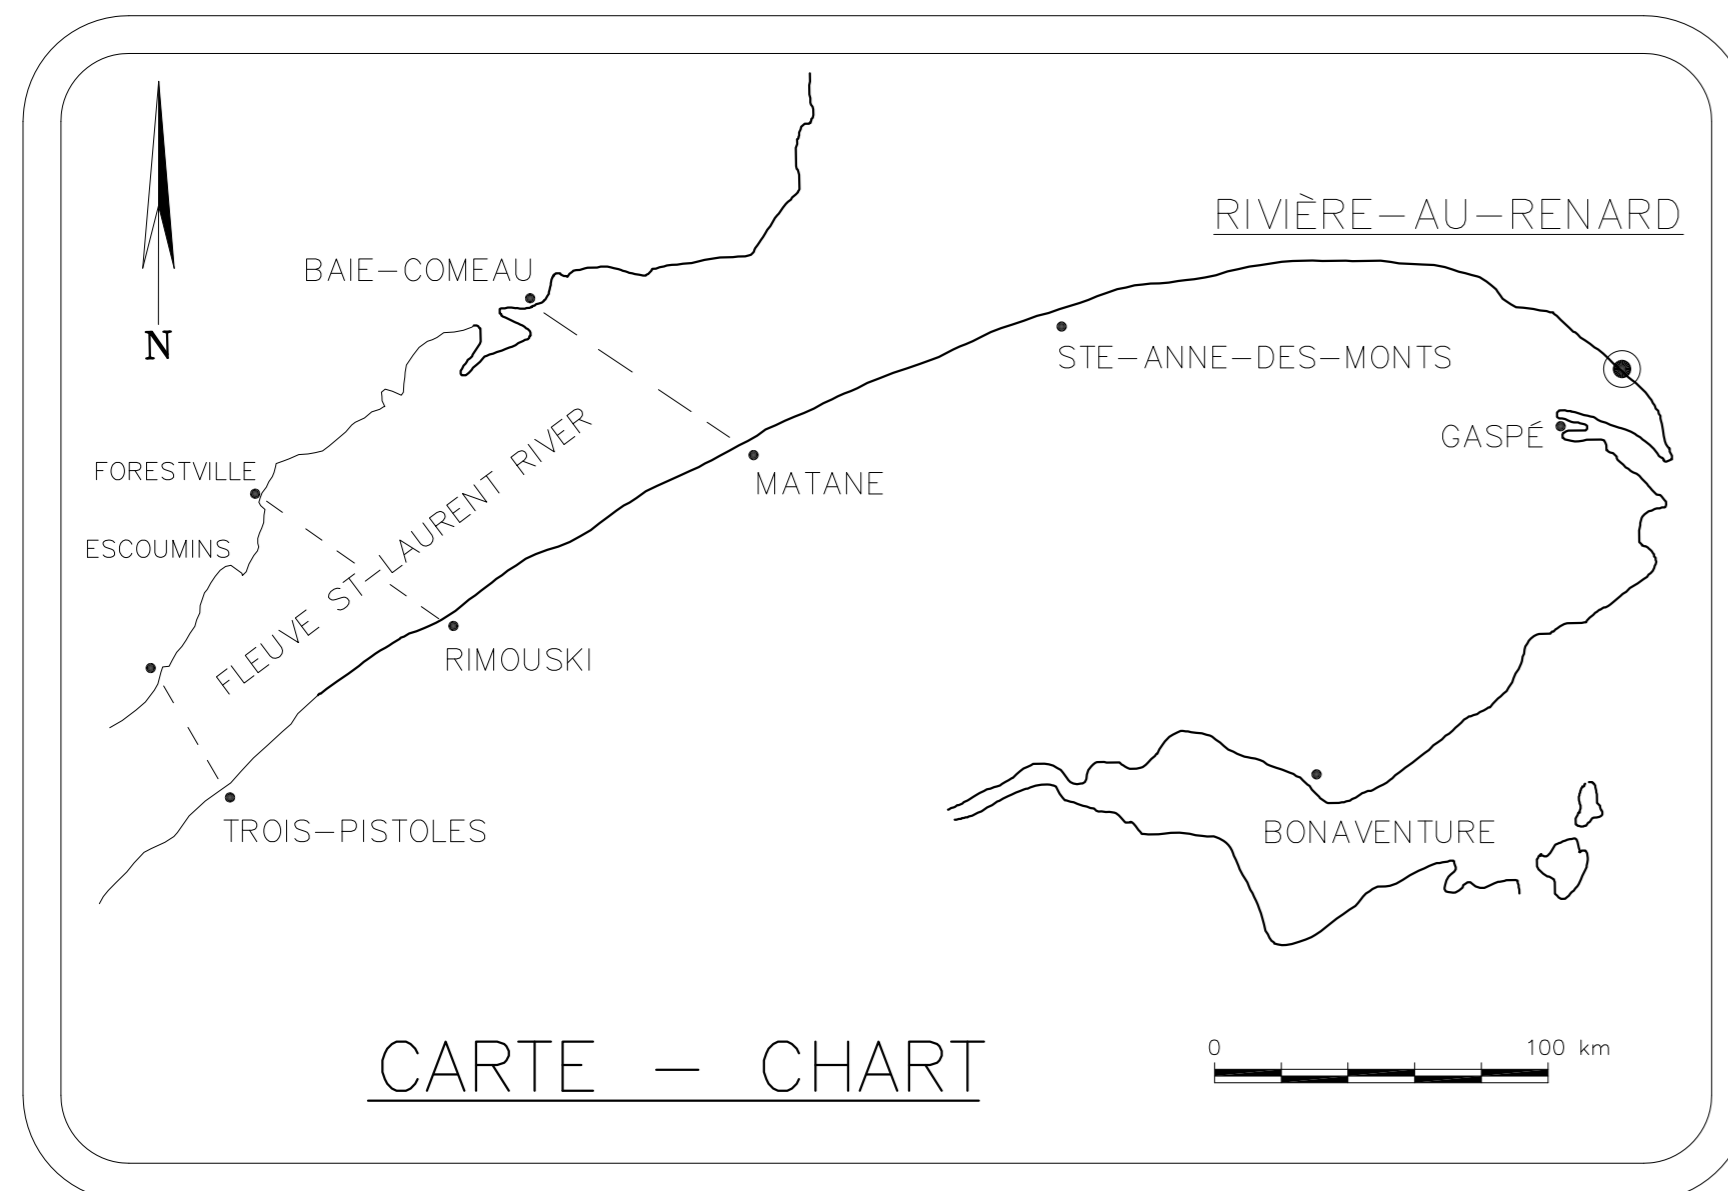 RIVIÈRE-AU-RENARD
BAIE-COMEAU
N
STE-ANNE-DES-MONTS
GASPÉ
FORESTVILLE
MATANE
ESCOUMINS
FLEUVE ST-LAURENT RIVER
RIMOUSKI
TROIS-PISTOLES
BONAVENTURE
CARTE - CHART
0 100 km